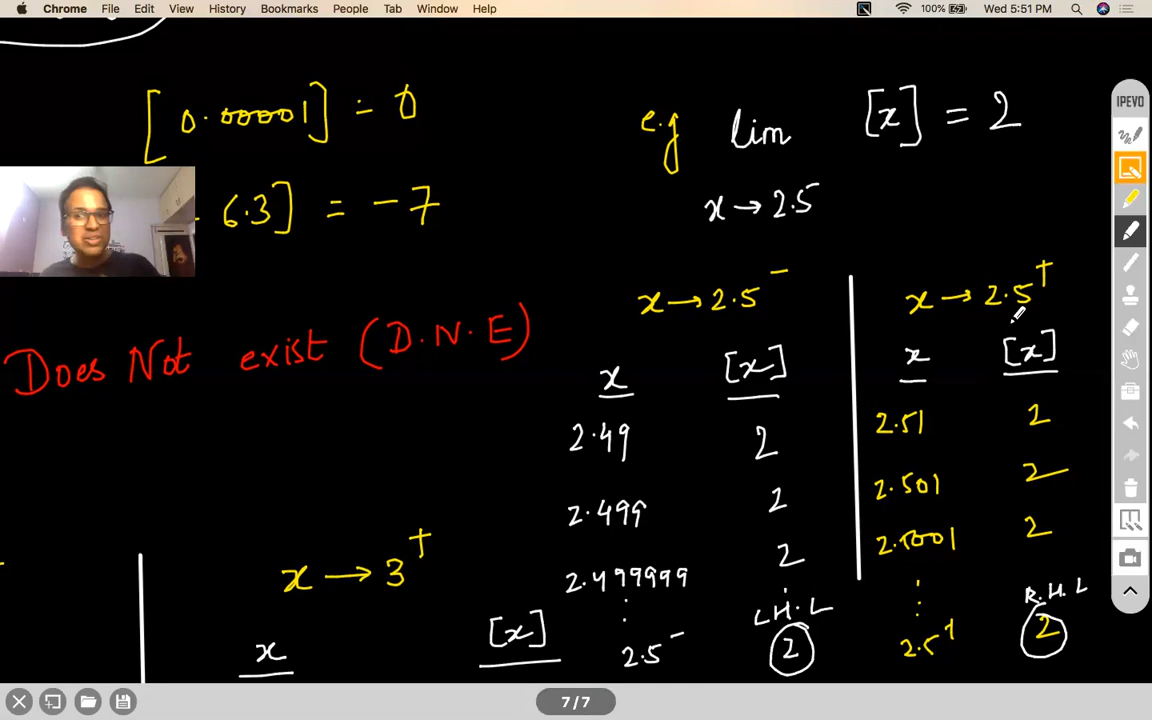 Chrome File Edit View History Bookmarks People Tab Window Help 100% Wed 5:51 PM
IPEVO
[0.00001] = 0
6.3] = -7
Does Not exist (D.N.E)
x → 3⁺
x [x]
e.g lim [x] = 2
x → 2.5
x → 2.5⁻
x [x]
2.49 2
2.499 2
2.499999 2
⋮ ⋮ L.H.L
2.5⁻ 2
x → 2.5⁺
x [x]
2.51 2
2.501 2
2.5001 2
⋮ R.H.L
2.5⁺ 2
7/7